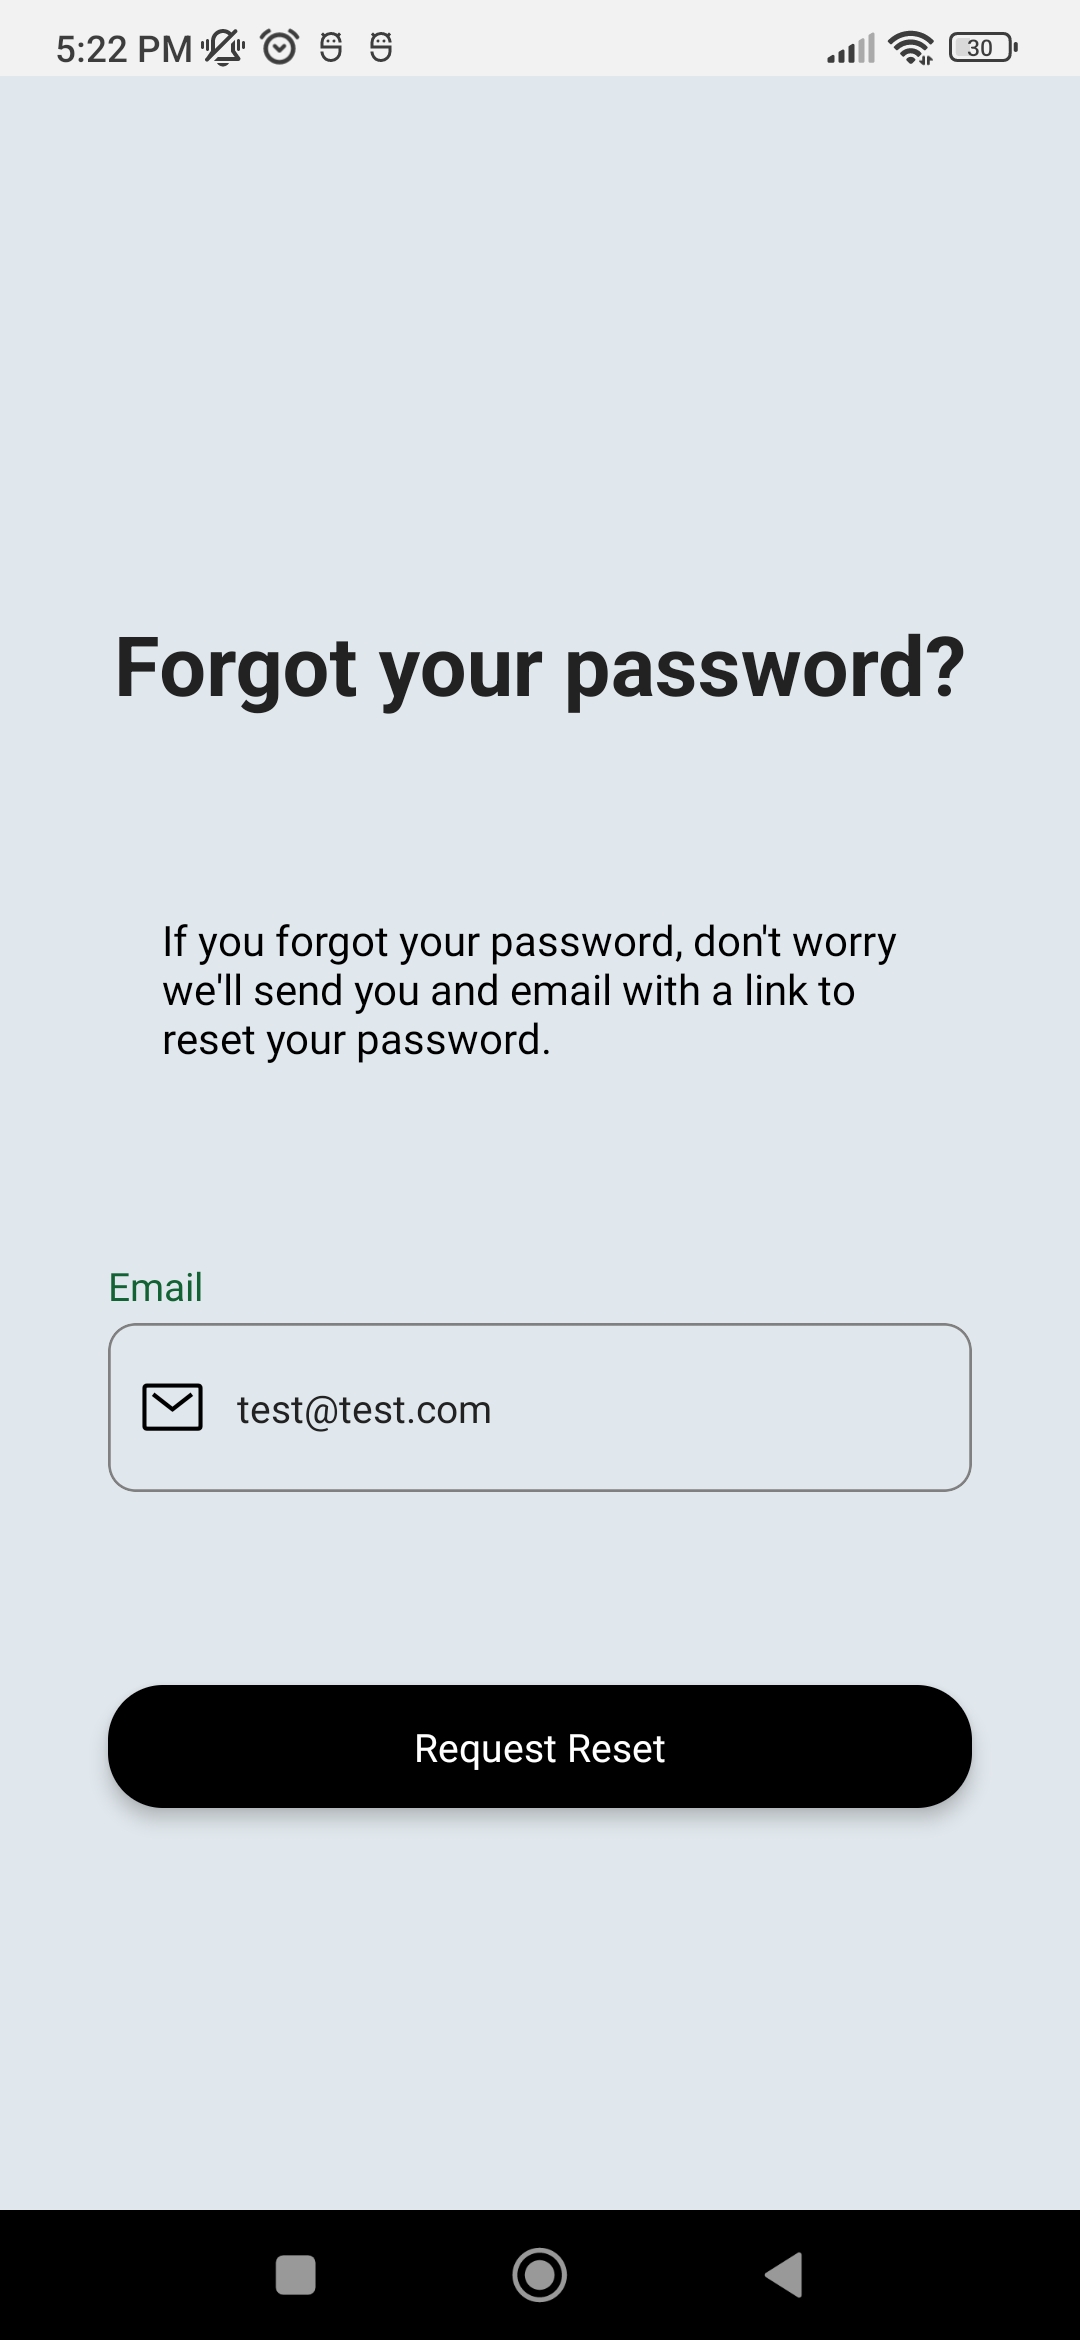 5:22 PM
30
Forgot your password?
If you forgot your password, don't worry
we'll send you and email with a link to
reset your password.
Email
test@test.com
Request Reset